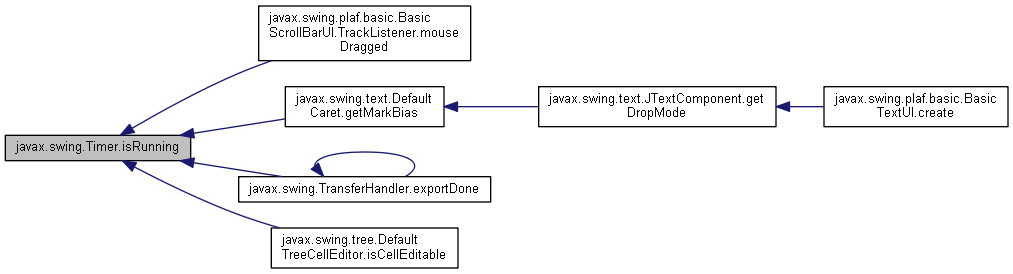 javax.swing.plaf.basic.Basic
ScrollBarUI.TrackListener.mouse
Dragged
javax.swing.text.Default
Caret.getMarkBias
javax.swing.text.JTextComponent.get
DropMode
javax.swing.plaf.basic.Basic
TextUI.create
javax.swing.Timer.isRunning
javax.swing.TransferHandler.exportDone
javax.swing.tree.Default
TreeCellEditor.isCellEditable